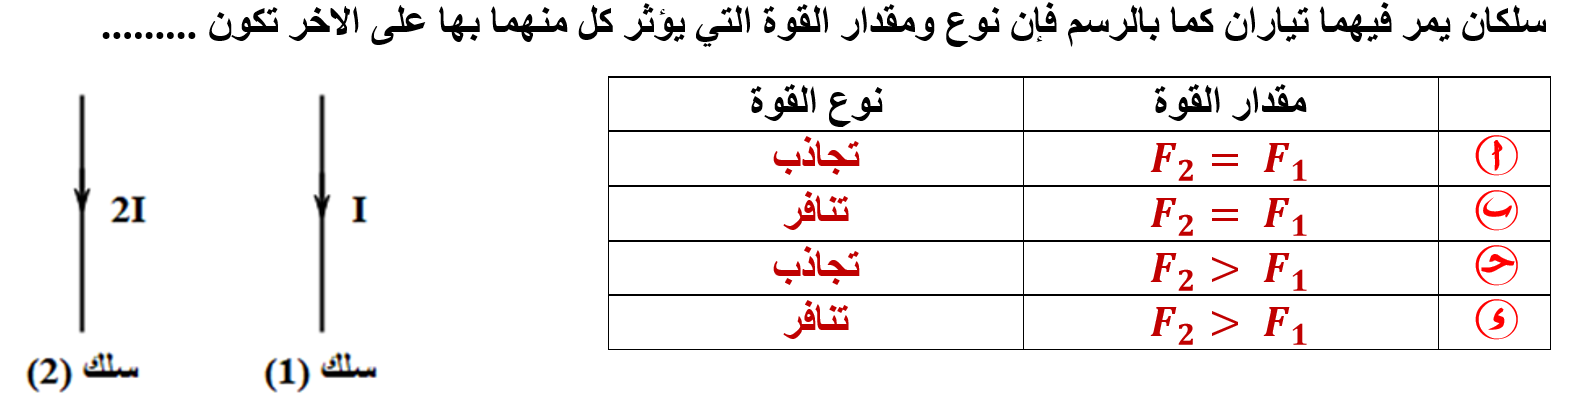 سلكان يمر فيهما تياران كما بالرسم فإن نوع ومقدار القوة التي يؤثر كل منهما بها على الاخر تكون .........
مقدار القوة نوع القوة
أ F₂ = F₁ تجاذب
ب F₂ = F₁ تنافر
ج F₂ > F₁ تجاذب
د F₂ > F₁ تنافر
I 2I
سلك (1) سلك (2)